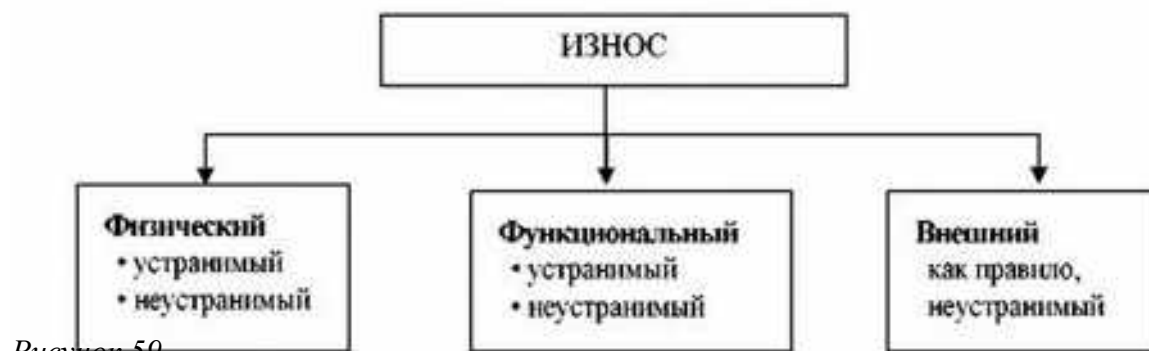 ИЗНОС
Физический
• устранимый
• неустранимый
Функциональный
• устранимый
• неустранимый
Внешний
как правило,
неустранимый
Рисунок 59